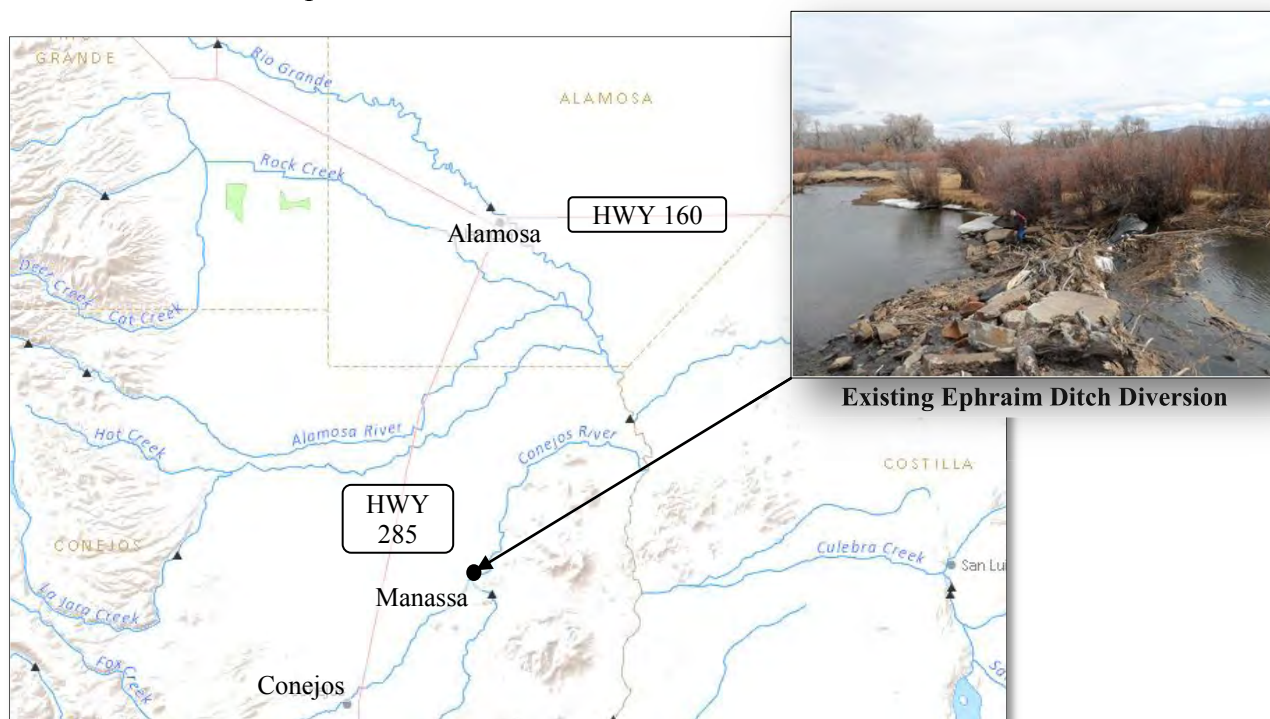 GRANDE
Rio Grande
ALAMOSA
Rock Creek
HWY 160
Alamosa
Existing Ephraim Ditch Diversion
Deer Creek
Cat Creek
Alamosa River
Conejos River
Hot Creek
COSTILLA
HWY
285
CONEJOS
Culebra Creek
San Lui
Manassa
La Jara Creek
Fox Creek
Conejos